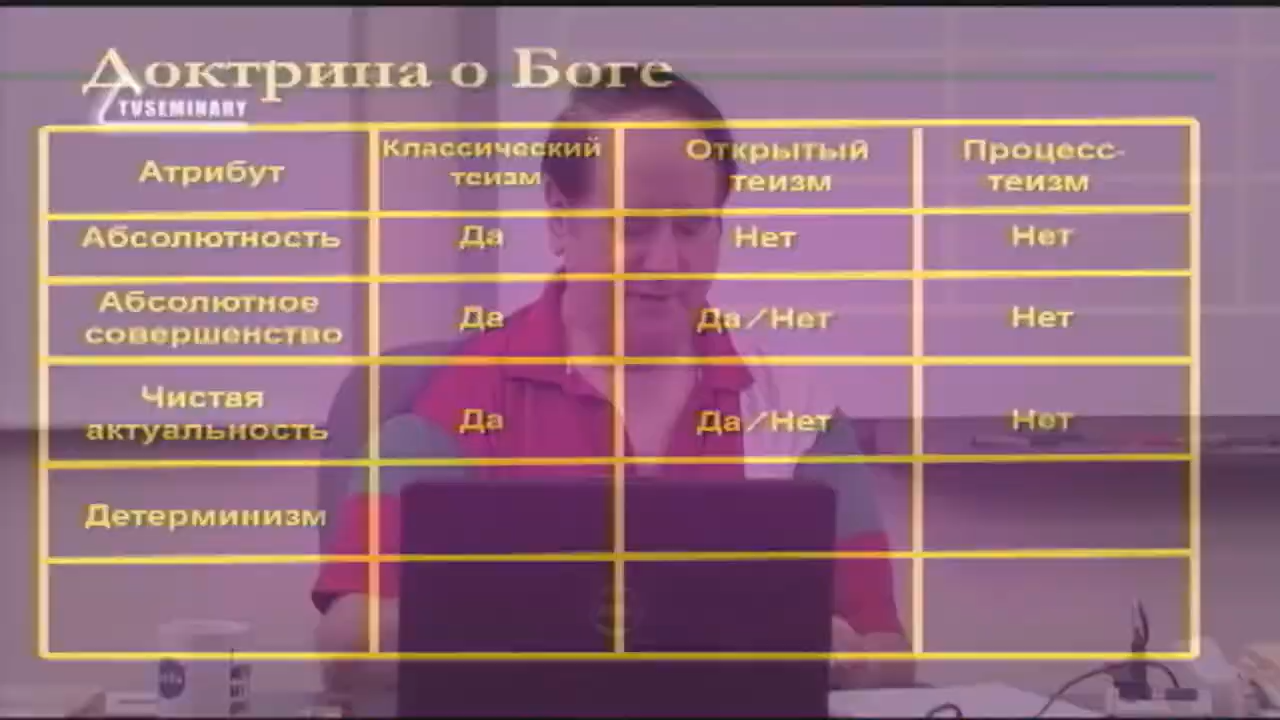 Доктрина о Боге
TVSEMINARY
Атрибут
Классический
теизм
Открытый
теизм
Процесс-
теизм
Абсолютность
Да
Нет
Нет
Абсолютное
совершенство
Да
Да/Нет
Нет
Чистая
актуальность
Да
Да/Нет
Нет
Детерминизм